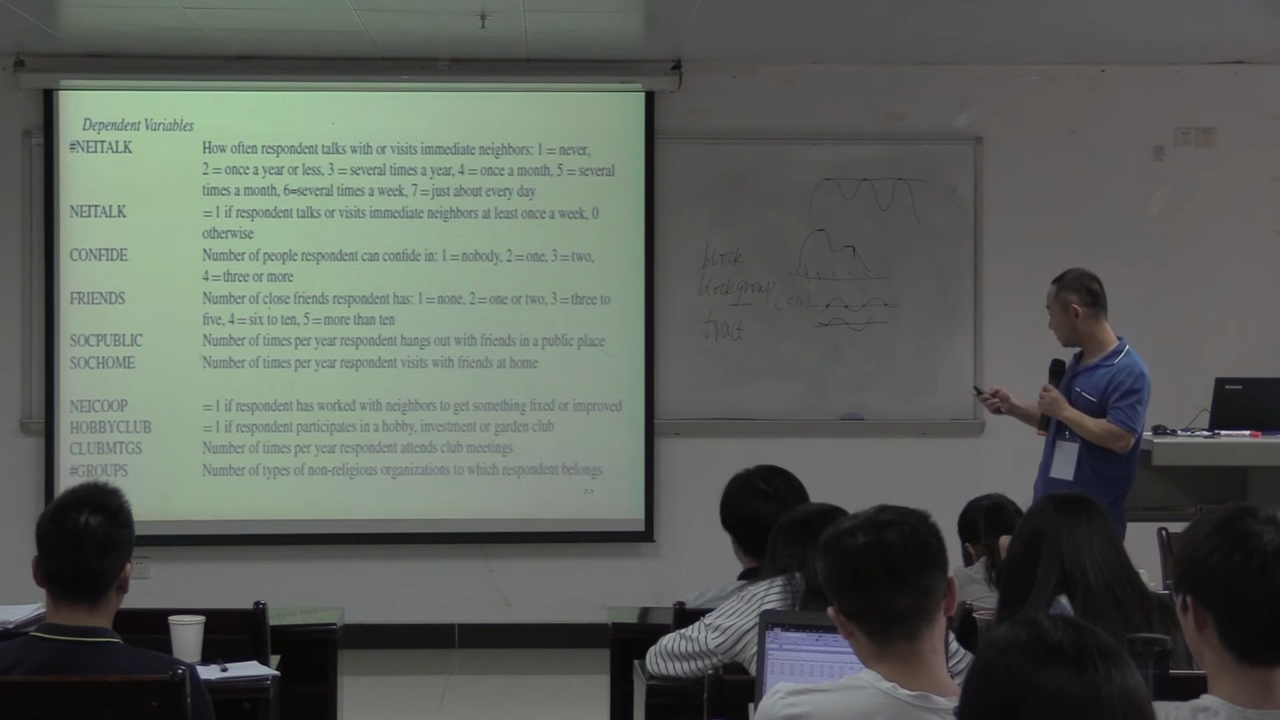 Dependent Variables
#NEITALK How often respondent talks with or visits immediate neighbors: 1 = never,
2 = once a year or less, 3 = several times a year, 4 = once a month, 5 = several
times a month, 6=several times a week, 7 = just about every day
NEITALK = 1 if respondent talks or visits immediate neighbors at least once a week, 0
otherwise
CONFIDE Number of people respondent can confide in: 1 = nobody, 2 = one, 3 = two,
4 = three or more
FRIENDS Number of close friends respondent has: 1 = none, 2 = one or two, 3 = three to
five, 4 = six to ten, 5 = more than ten
SOCPUBLIC Number of times per year respondent hangs out with friends in a public place
SOCHOME Number of times per year respondent visits with friends at home
NEICOOP = 1 if respondent has worked with neighbors to get something fixed or improved
HOBBYCLUB = 1 if respondent participates in a hobby, investment or garden club
CLUBMTGS Number of times per year respondent attends club meetings
#GROUPS Number of types of non-religious organizations to which respondent belongs
block
blockgroup
tract